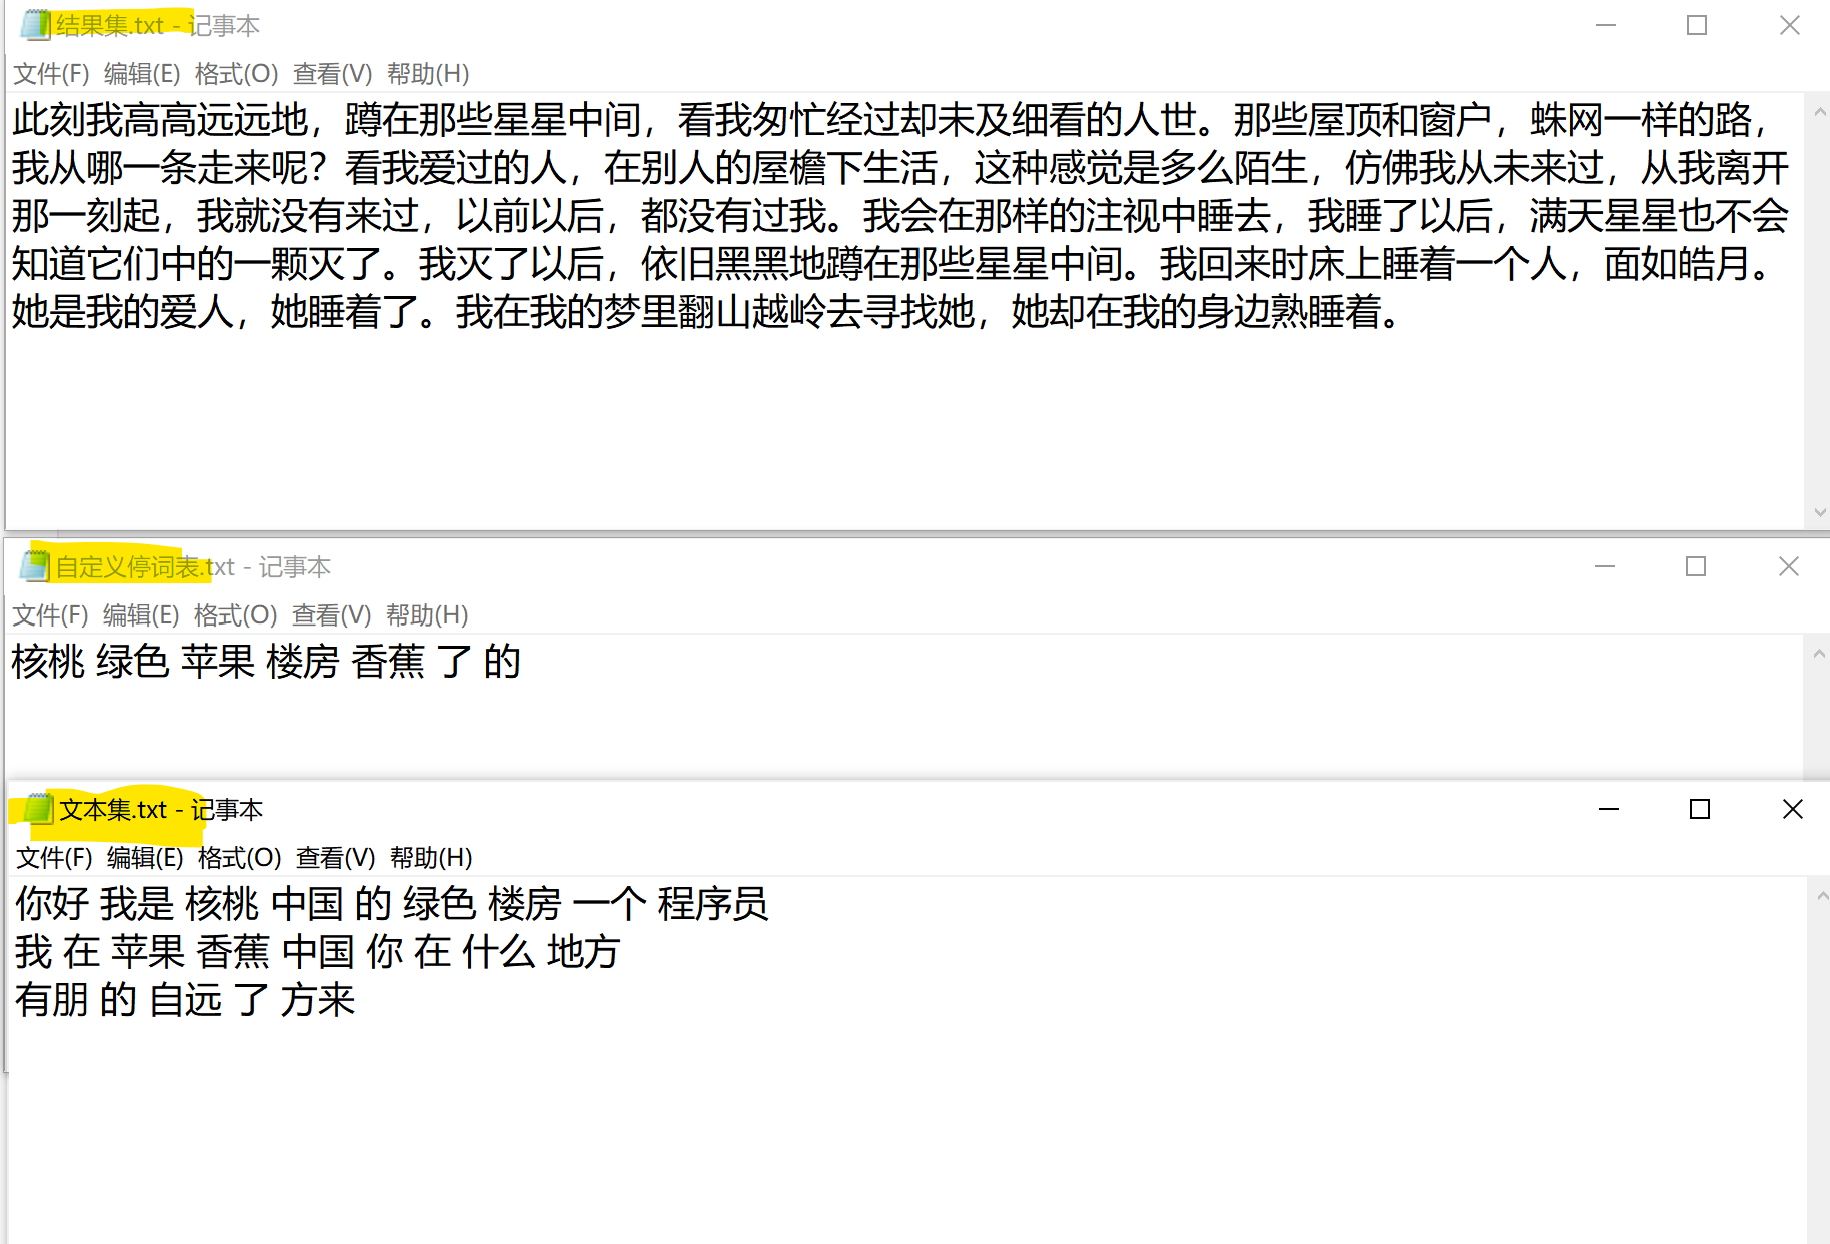 结果集.txt - 记事本
文件(F) 编辑(E) 格式(O) 查看(V) 帮助(H)
此刻我高高远远地，蹲在那些星星中间，看我匆忙经过却未及细看的人世。那些屋顶和窗户，蛛网一样的路，
我从哪一条走来呢？看我爱过的人，在别人的屋檐下生活，这种感觉是多么陌生，仿佛我从未来过，从我离开
那一刻起，我就没有来过，以前以后，都没有过我。我会在那样的注视中睡去，我睡了以后，满天星星也不会
知道它们中的一颗灭了。我灭了以后，依旧黑黑地蹲在那些星星中间。我回来时床上睡着一个人，面如皓月。
她是我的爱人，她睡着了。我在我的梦里翻山越岭去寻找她，她却在我的身边熟睡着。
自定义停词表.txt - 记事本
文件(F) 编辑(E) 格式(O) 查看(V) 帮助(H)
核桃 绿色 苹果 楼房 香蕉 了 的
文本集.txt - 记事本
文件(F) 编辑(E) 格式(O) 查看(V) 帮助(H)
你好 我是 核桃 中国 的 绿色 楼房 一个 程序员
我 在 苹果 香蕉 中国 你 在 什么 地方
有朋 的 自远 了 方来